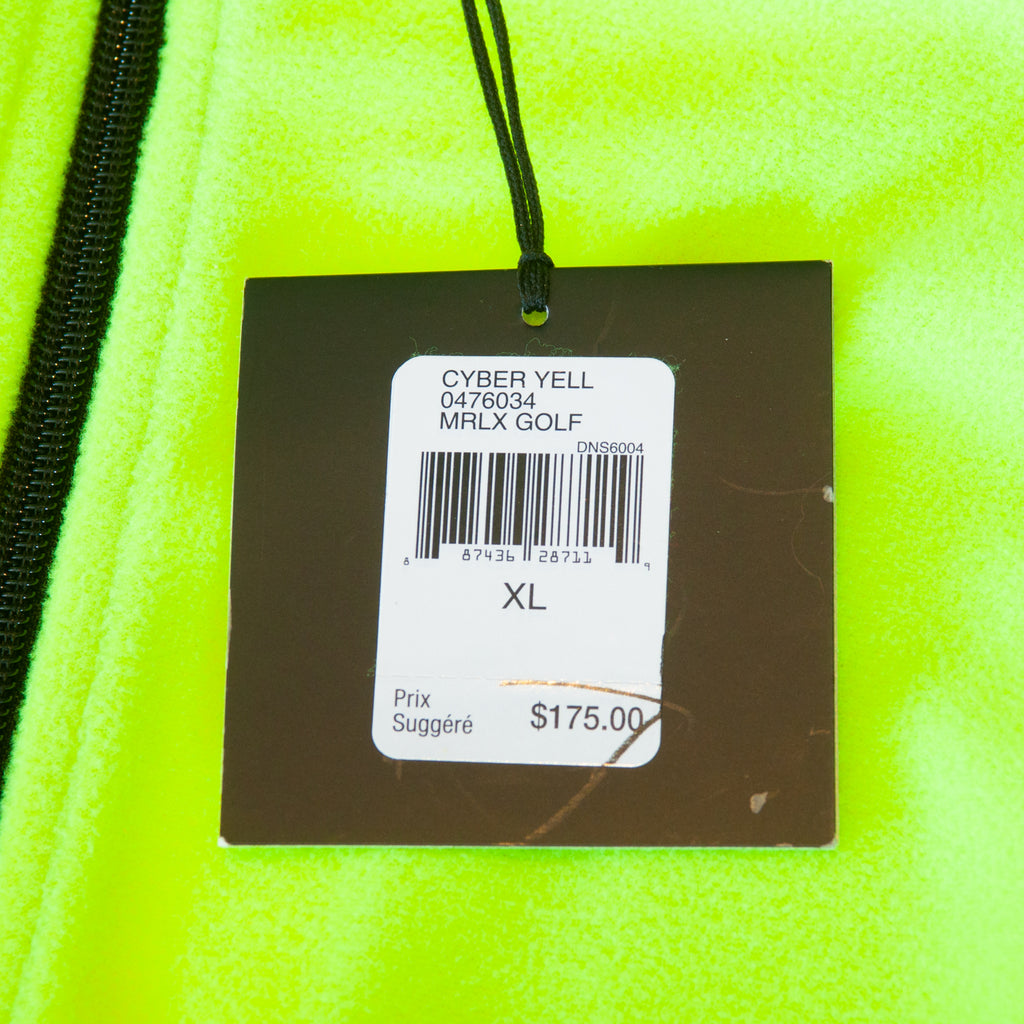 CYBER YELL
0476034
MRLX GOLF
DNS6004
8 87436 28711 9
XL
Prix
Suggéré
$175.00